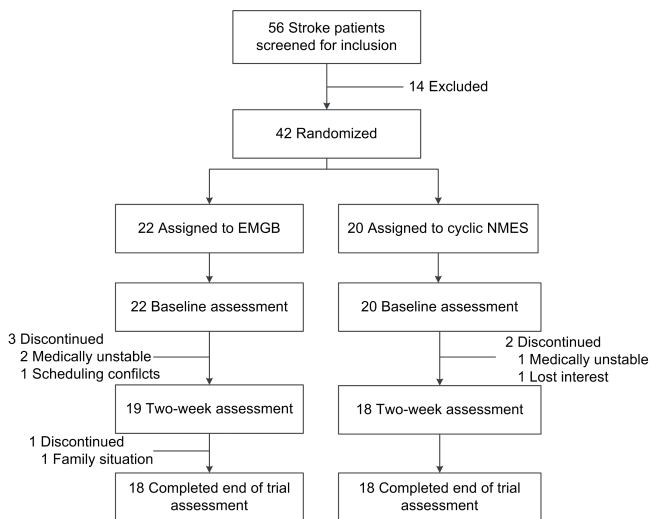 56 Stroke patients
screened for inclusion
14 Excluded
42 Randomized
22 Assigned to EMGB
20 Assigned to cyclic NMES
22 Baseline assessment
20 Baseline assessment
3 Discontinued
2 Medically unstable
1 Scheduling confilcts
2 Discontinued
1 Medically unstable
1 Lost interest
19 Two-week assessment
18 Two-week assessment
1 Discontinued
1 Family situation
18 Completed end of trial
assessment
18 Completed end of trial
assessment